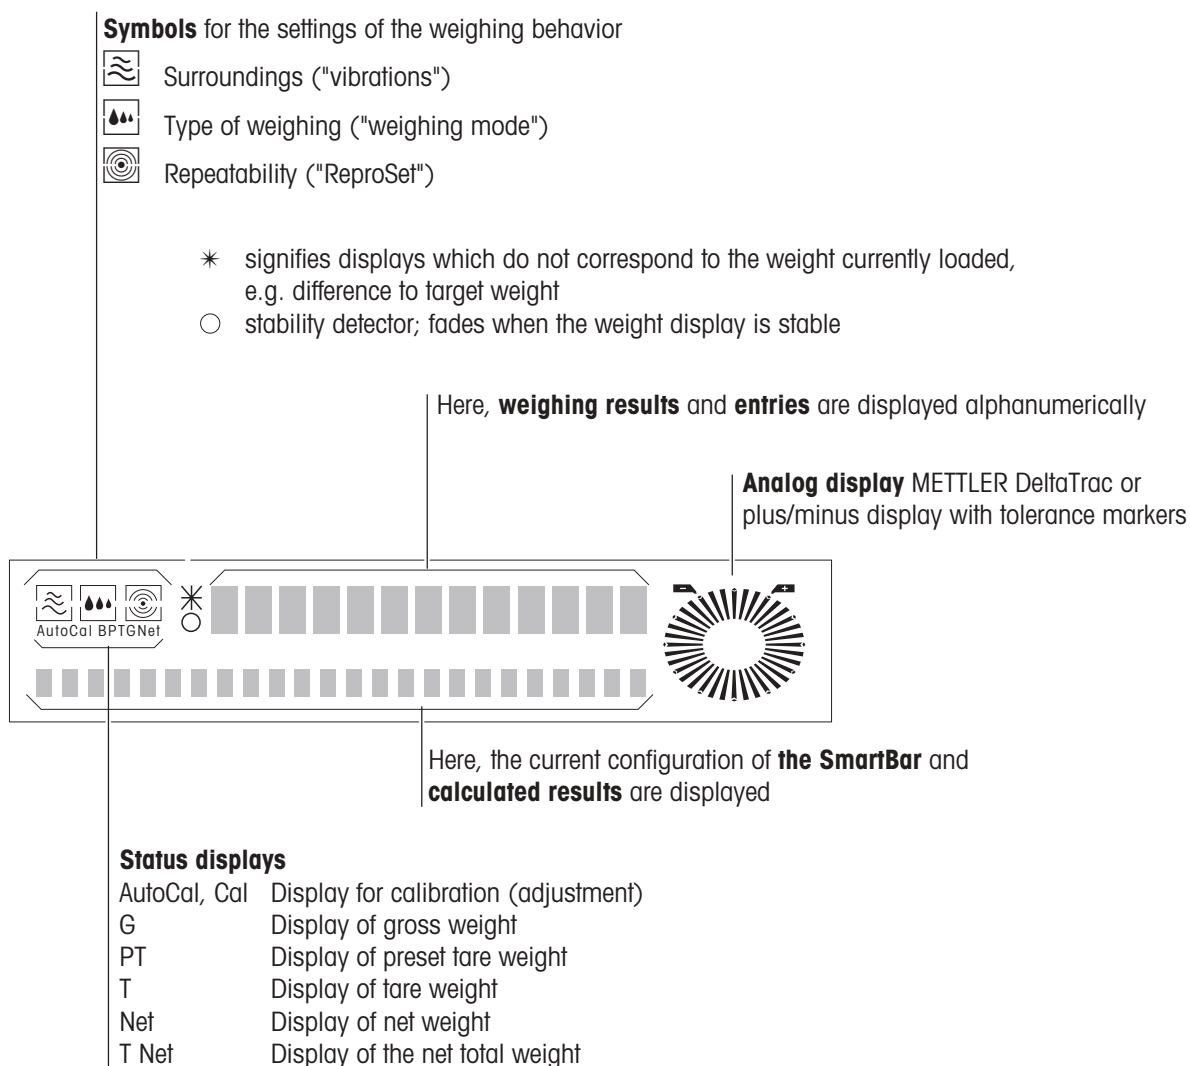 Symbols for the settings of the weighing behavior
Surroundings ("vibrations")
Type of weighing ("weighing mode")
Repeatability ("ReproSet")
✳ signifies displays which do not correspond to the weight currently loaded,
e.g. difference to target weight
○ stability detector; fades when the weight display is stable
Here, weighing results and entries are displayed alphanumerically
Analog display METTLER DeltaTrac or
plus/minus display with tolerance markers
AutoCal BPTGNet
Here, the current configuration of the SmartBar and
calculated results are displayed
Status displays
AutoCal, Cal Display for calibration (adjustment)
G Display of gross weight
PT Display of preset tare weight
T Display of tare weight
Net Display of net weight
T Net Display of the net total weight